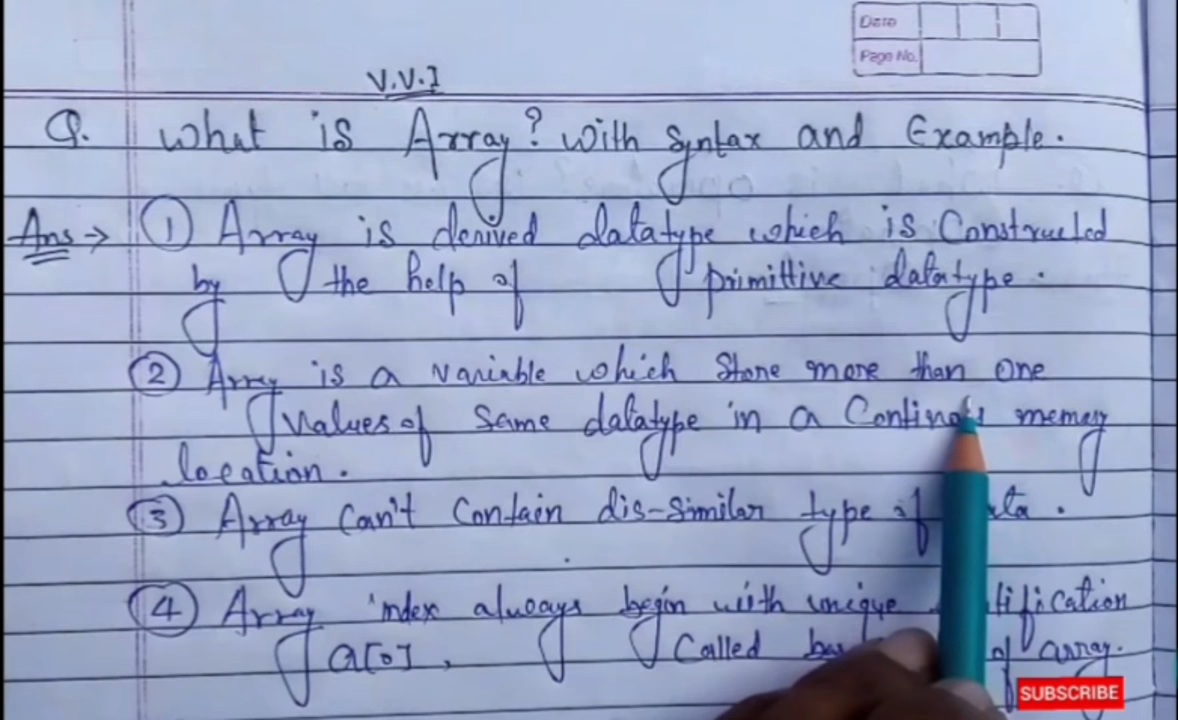 Date
Page No.
V.V.I
Q. What is Array? with Syntax and Example.
Ans → ① Array is derived datatype which is Constructed
by the help of primittive datatype.
② Array is a variable which Store more than one
values of Same datatype in a memory
location.
③ Array Can't Contain dis-Similar type of
④ Array index always begin with unique
a[0], Called of array.
SUBSCRIBE